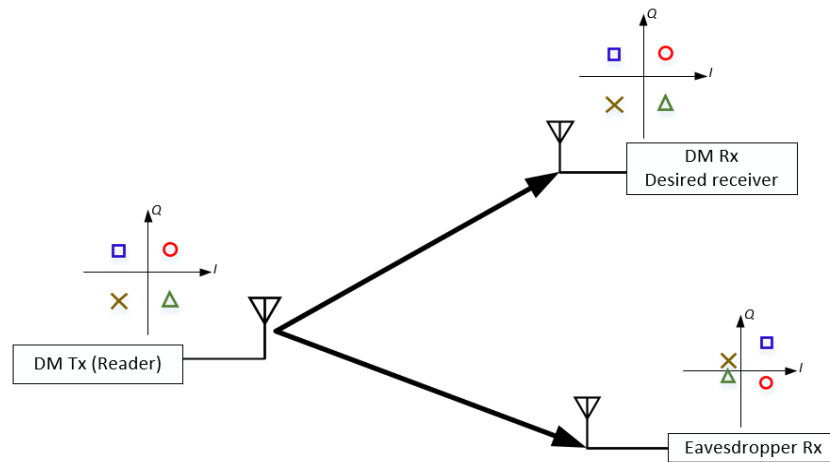 Q
I
DM Rx
Desired receiver
Q
I
DM Tx (Reader)
Q
I
Eavesdropper Rx